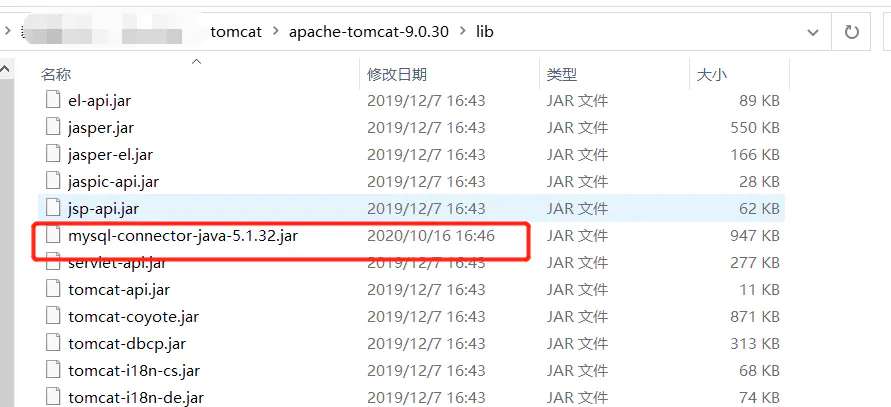 tomcat > apache-tomcat-9.0.30 > lib
名称 修改日期 类型 大小
el-api.jar 2019/12/7 16:43 JAR 文件 89 KB
jasper.jar 2019/12/7 16:43 JAR 文件 550 KB
jasper-el.jar 2019/12/7 16:43 JAR 文件 166 KB
jaspic-api.jar 2019/12/7 16:43 JAR 文件 28 KB
jsp-api.jar 2019/12/7 16:43 JAR 文件 62 KB
mysql-connector-java-5.1.32.jar 2020/10/16 16:46 JAR 文件 947 KB
servlet-api.jar 2019/12/7 16:43 JAR 文件 277 KB
tomcat-api.jar 2019/12/7 16:43 JAR 文件 11 KB
tomcat-coyote.jar 2019/12/7 16:43 JAR 文件 871 KB
tomcat-dbcp.jar 2019/12/7 16:43 JAR 文件 313 KB
tomcat-i18n-cs.jar 2019/12/7 16:43 JAR 文件 68 KB
tomcat-i18n-de.jar 2019/12/7 16:43 JAR 文件 74 KB